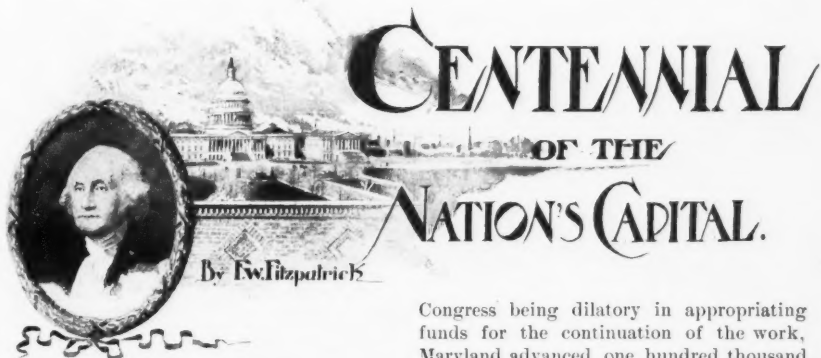 CENTENNIAL
OF THE
NATION'S CAPITAL.
By F.W. Fitzpatrick
Congress being dilatory in appropriating
funds for the continuation of the work,
Maryland advanced one hundred thousand